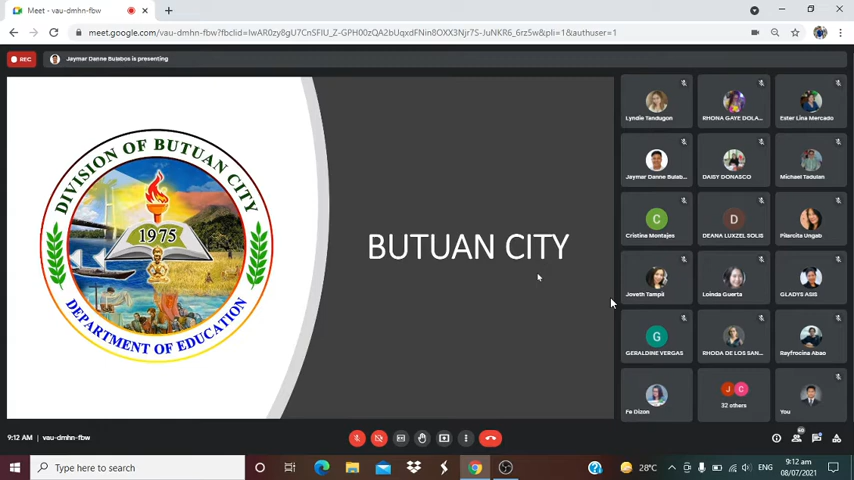 Meet - vau-dmhn-fbw
meet.google.com/vau-dmhn-fbw?fbclid=IwAR0zy8gU7CnSFIU_Z-GPH00zQA2bUqxdFNin8OXX3Njr7S-JuNKR6_6rz5w&pli=1&authuser=1
REC
Jaymar Danne Bulabos is presenting
DIVISION OF BUTUAN CITY
1975
DEPARTMENT OF EDUCATION
BUTUAN CITY
Lyndie Tandugon
RHONA GAYE DOLA...
Ester Lina Mercado
Jaymar Danne Bulab...
DAISY DONASCO
Michael Tadulan
C
D
Cristina Montajes
DEANA LUXZEL SOLIS
Pilarcita Ungab
Joveth Tampil
Loinda Guerta
GLADYS ASIS
G
GERALDINE VERGAS
RHODA DE LOS SAN...
Rayfrocina Abao
J C
Fe Dizon
32 others
You
9:12 AM | vau-dmhn-fbw
Type here to search
28°C
ENG
9:12 am
08/07/2021